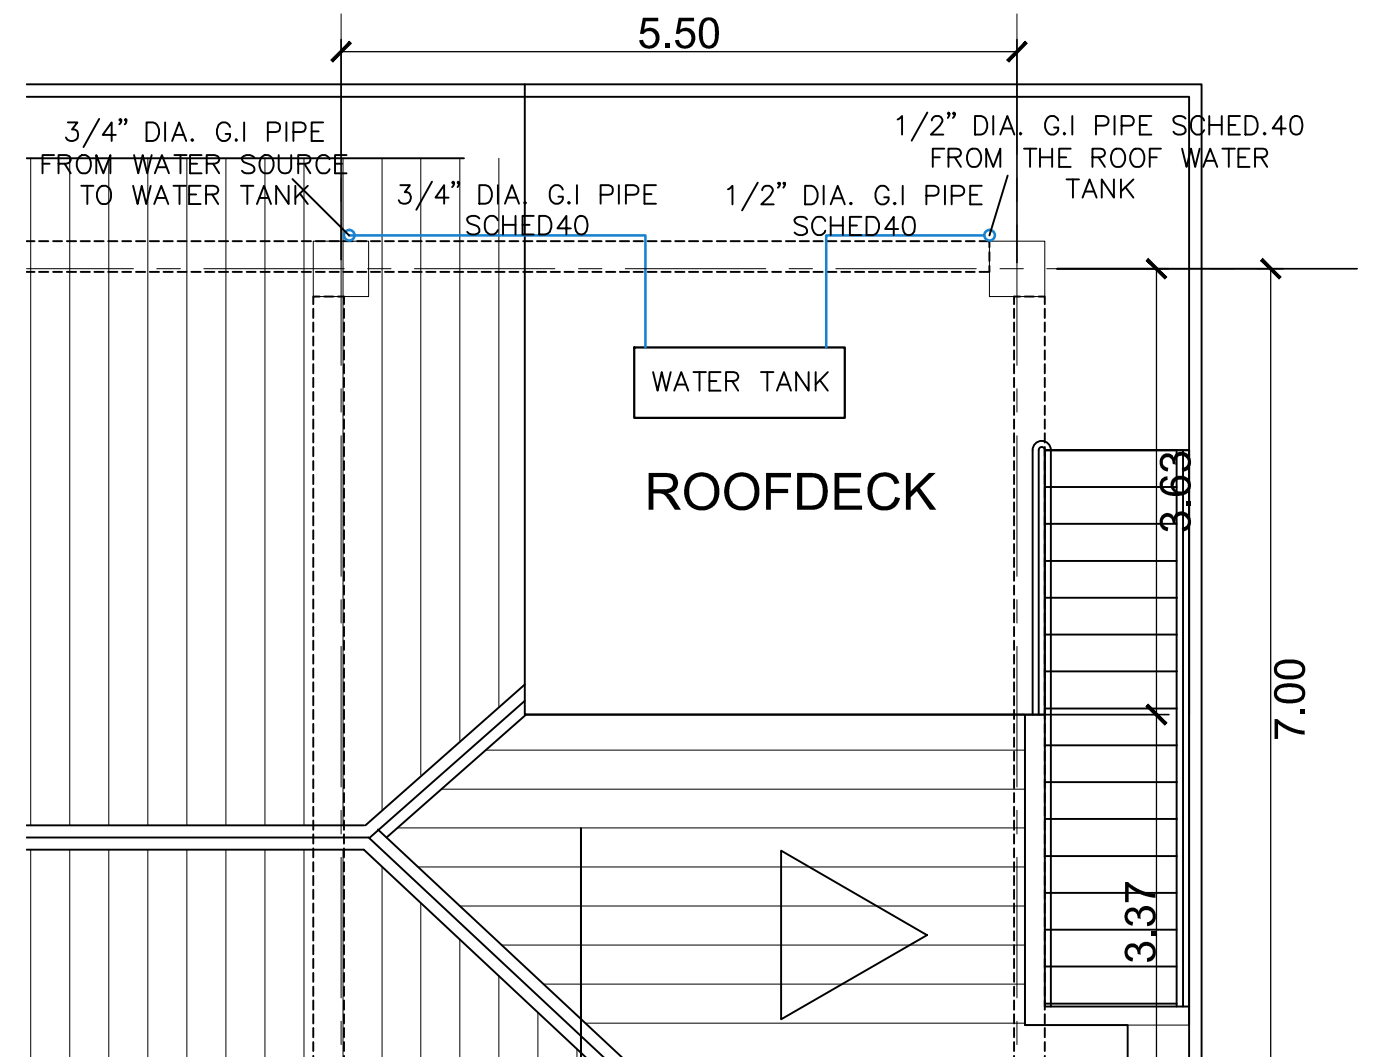 5.50
3/4” DIA. G.I PIPE
FROM WATER SOURCE
TO WATER TANK
3/4” DIA. G.I PIPE
SCHED40
1/2” DIA. G.I PIPE
SCHED40
1/2” DIA. G.I PIPE SCHED.40
FROM THE ROOF WATER
TANK
WATER TANK
ROOFDECK
3.63
7.00
3.37